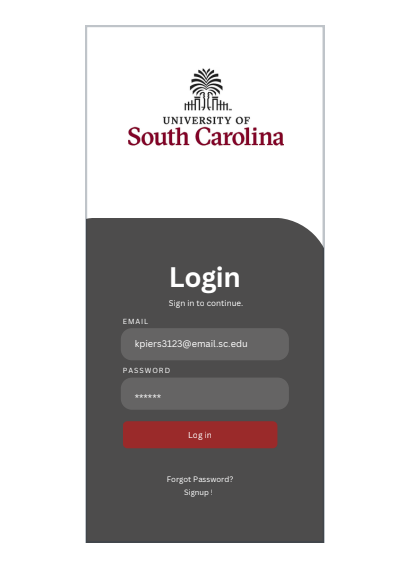 UNIVERSITY OF
South Carolina
Login
Sign in to continue.
EMAIL
kpiers3123@email.sc.edu
PASSWORD
******
Log in
Forgot Password?
Signup !